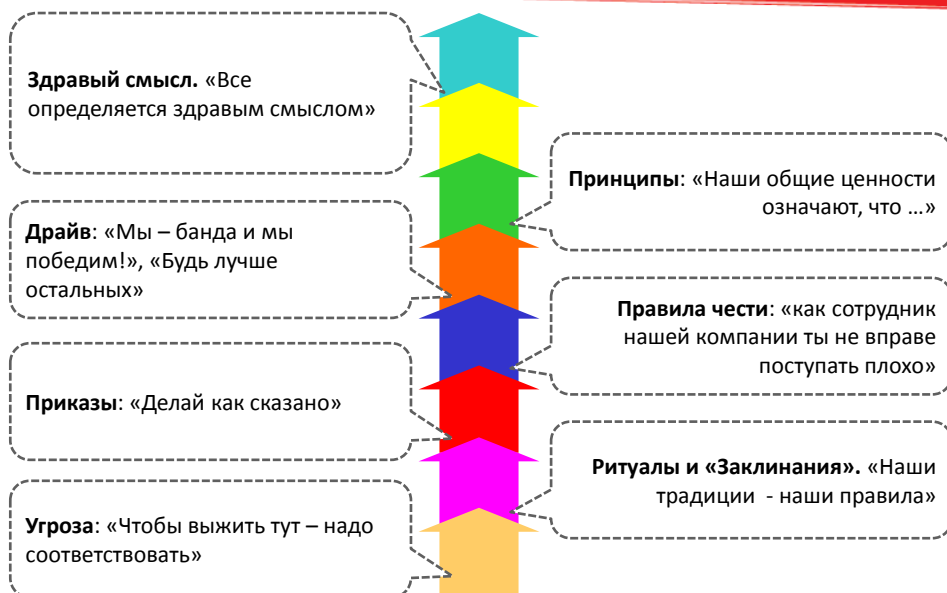 Здравый смысл. «Все
определяется здравым смыслом»
Принципы: «Наши общие ценности
означают, что ...»
Драйв: «Мы – банда и мы
победим!», «Будь лучше
остальных»
Правила чести: «как сотрудник
нашей компании ты не вправе
поступать плохо»
Приказы: «Делай как сказано»
Ритуалы и «Заклинания». «Наши
традиции - наши правила»
Угроза: «Чтобы выжить тут – надо
соответствовать»